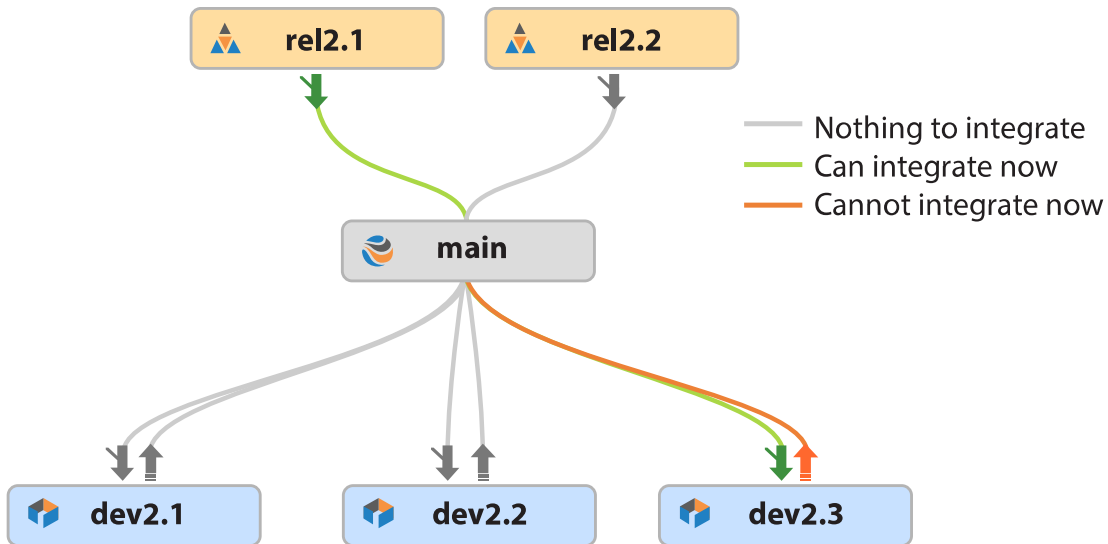 rel2.1
rel2.2
Nothing to integrate
Can integrate now
Cannot integrate now
main
dev2.1
dev2.2
dev2.3